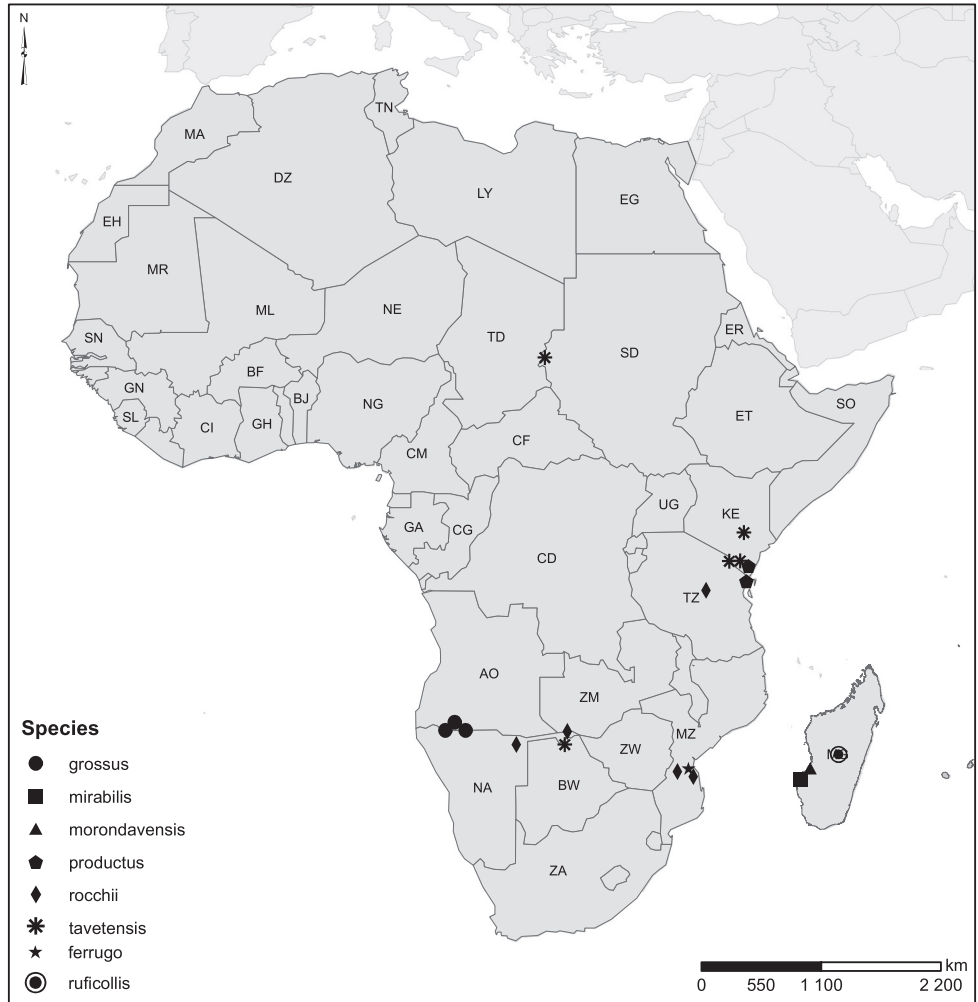 N
TN
MA
DZ
LY
EG
EH
MR
ML
NE
TD
SD
ER
SN
BF
GN
BJ
NG
ET
SO
SL
CI
GH
CM
CF
UG
KE
GA
CG
CD
TZ
AO
ZM
MZ
ZW
NA
BW
ZA
Species
grossus
mirabilis
morondavensis
productus
rocchii
tavetensis
ferrugo
ruficollis
km
0 550 1 100 2 200